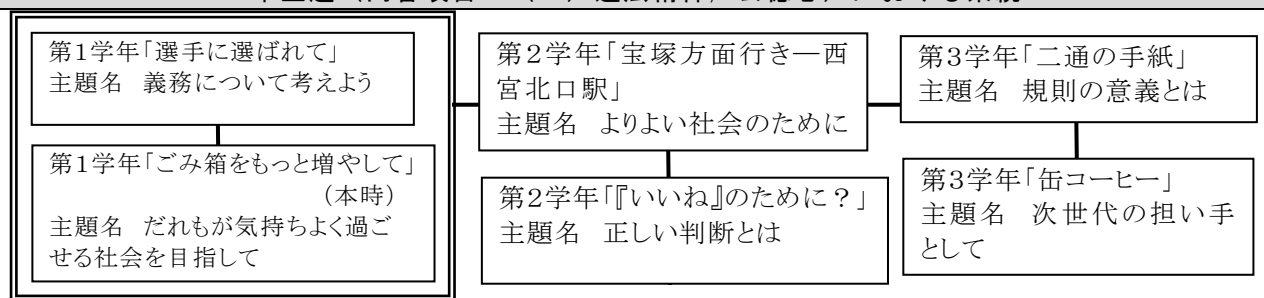 第1学年「選手に選ばれて」
主題名 義務について考えよう
第1学年「ごみ箱をもっと増やして」
(本時)
主題名 だれもが気持ちよく過ご
せる社会を目指して
第2学年「宝塚方面行き―西
宮北口駅」
主題名 よりよい社会のために
第2学年「『いいね』のために?」
主題名 正しい判断とは
第3学年「二通の手紙」
主題名 規則の意義とは
第3学年「缶コーヒー」
主題名 次世代の担い手
として